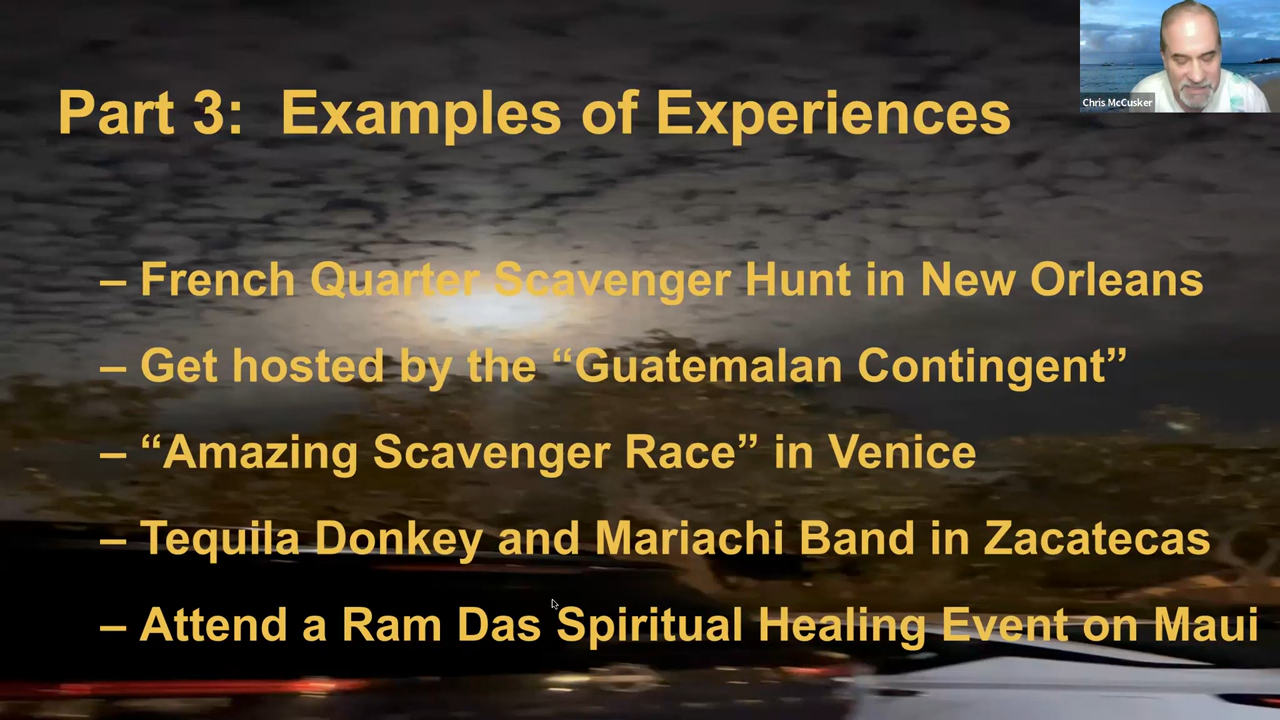 Part 3:  Examples of Experiences
Chris McCusker
– French Quarter Scavenger Hunt in New Orleans
– Get hosted by the “Guatemalan Contingent”
– “Amazing Scavenger Race” in Venice
– Tequila Donkey and Mariachi Band in Zacatecas
– Attend a Ram Das Spiritual Healing Event on Maui